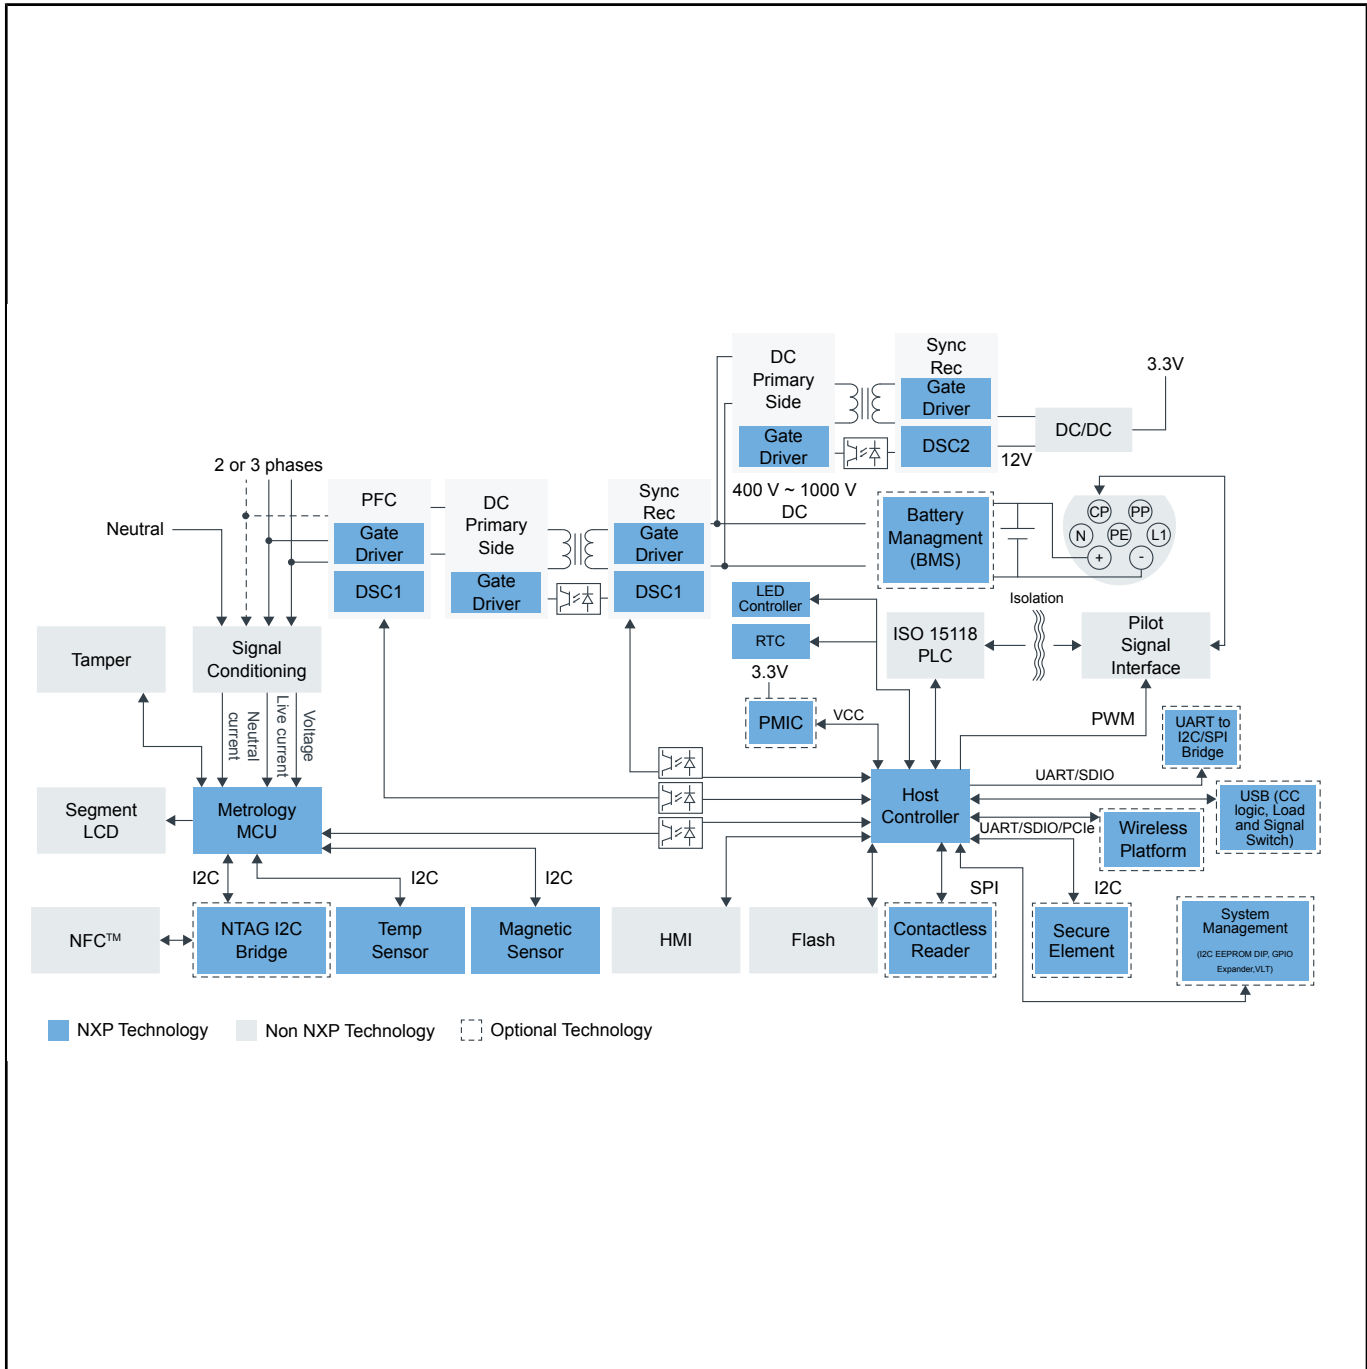 DC
Primary
Side
Gate
Driver
Sync
Rec
Gate
Driver
DSC2
12V
DC/DC
3.3V
2 or 3 phases
Neutral
PFC
Gate
Driver
DSC1
DC
Primary
Side
Gate
Driver
Sync
Rec
Gate
Driver
DSC1
400 V ~ 1000 V
DC
Battery
Managment
(BMS)
CP
PP
N
PE
L1
+
-
LED
Controller
RTC
3.3V
PMIC
VCC
ISO 15118
PLC
Isolation
Pilot
Signal
Interface
PWM
Tamper
Signal
Conditioning
Neutral
current
Live current
Voltage
Segment
LCD
Metrology
MCU
Host
Controller
UART/SDIO
UART to
I2C/SPI
Bridge
USB (CC
logic, Load
and Signal
Switch)
UART/SDIO/PCIe
Wireless
Platform
I2C
I2C
I2C
SPI
I2C
NFC™
NTAG I2C
Bridge
Temp
Sensor
Magnetic
Sensor
HMI
Flash
Contactless
Reader
Secure
Element
System
Management
(I2C EEPROM DIP, GPIO
Expander,VLT)
NXP Technology
Non NXP Technology
Optional Technology